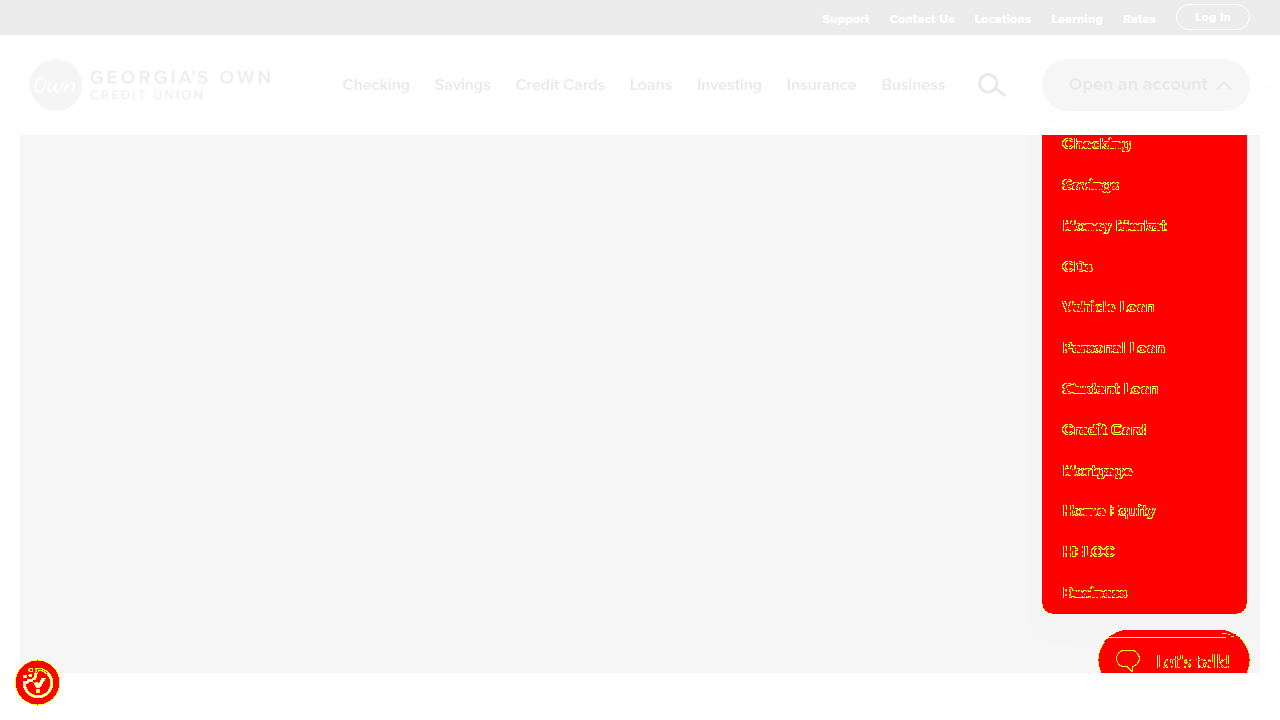 Support Contact Us Locations Learning Rates Log In
Own GEORGIA'S OWN
CREDIT UNION
Checking Savings Credit Cards Loans Investing Insurance Business Open an account
Checking
Savings
Money Market
CDs
Vehicle Loan
Personal Loan
Student Loan
Credit Card
Mortgage
Home Equity
HELOC
Business
Let's talk!